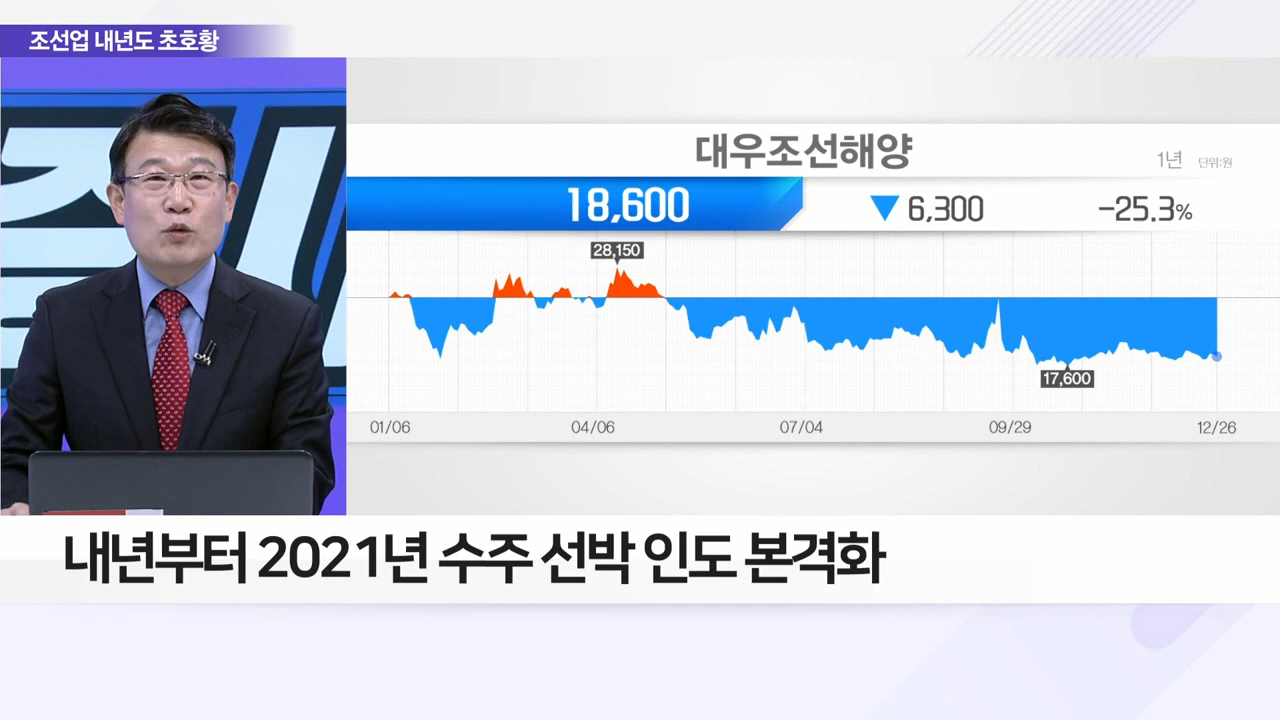 조선업 내년도 초호황
대우조선해양
1년 단위:원
18,600 ▼ 6,300 -25.3%
28,150
17,600
01/06 04/06 07/04 09/29 12/26
내년부터 2021년 수주 선박 인도 본격화